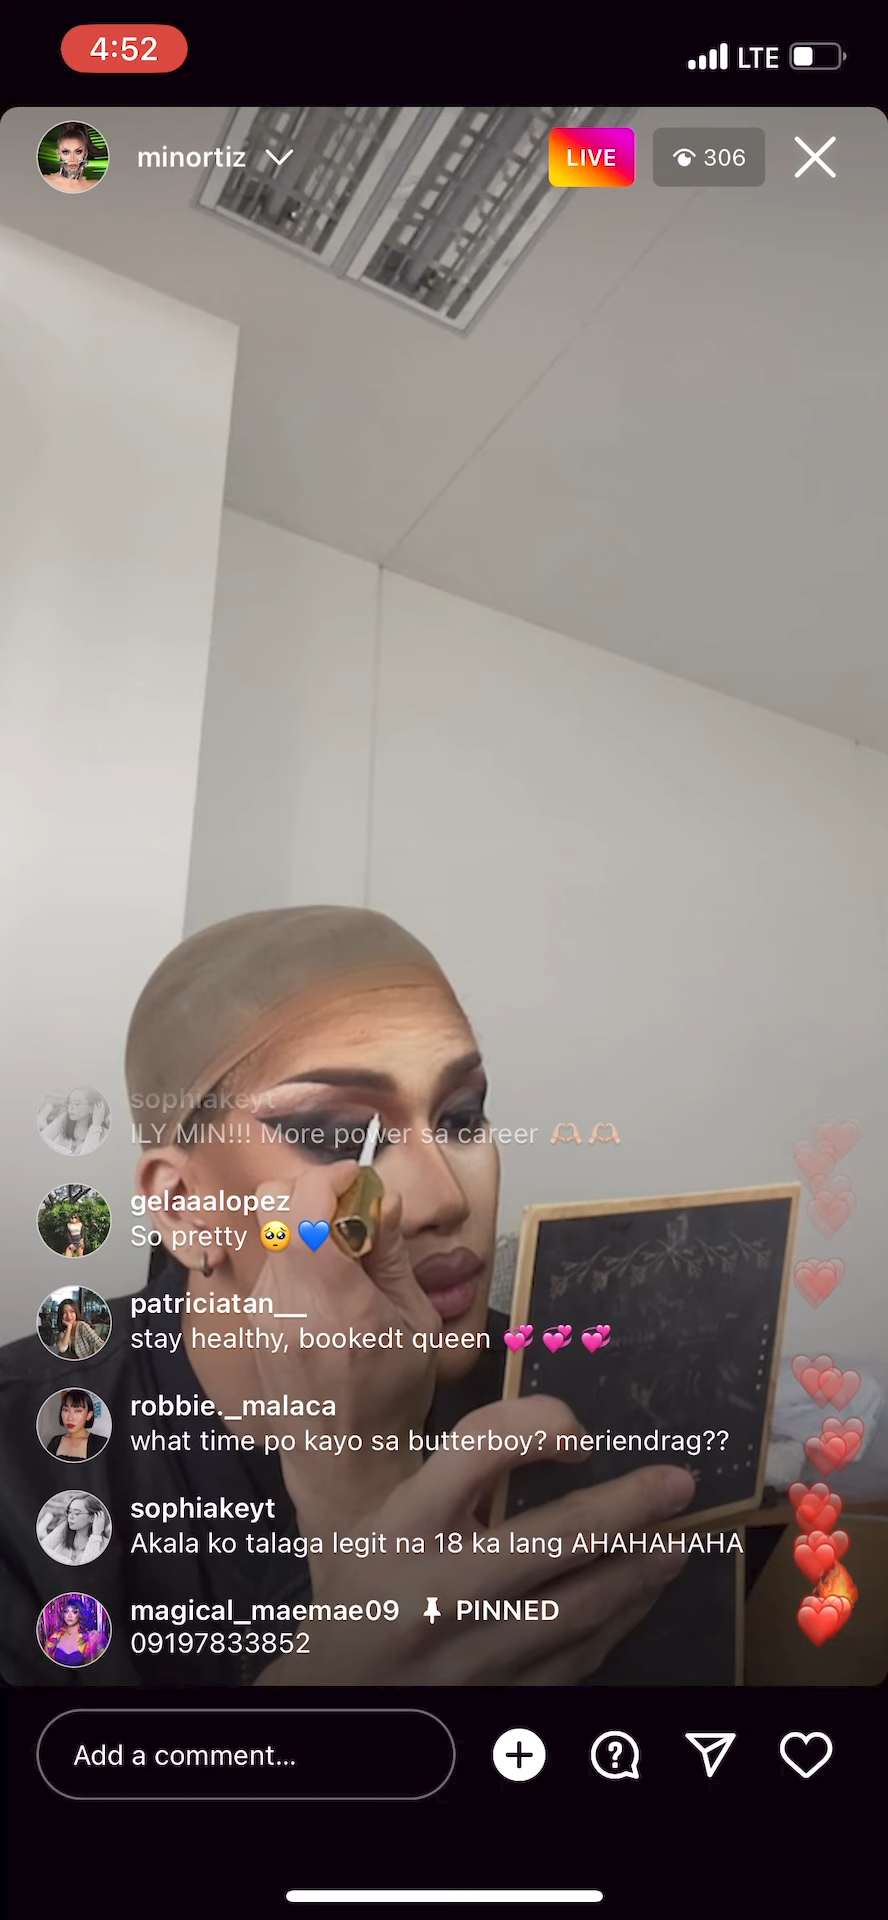 4:52
LTE
minortiz
LIVE
306
sophiakeyt
ILY MIN!!! More power sa career 🫶🏻 🫶🏻
gelaaalopez
So pretty 🥺💙
patriciatan__
stay healthy, bookedt queen 💞 💞 💞
robbie._malaca
what time po kayo sa butterboy? meriendrag??
sophiakeyt
Akala ko talaga legit na 18 ka lang AHAHAHAHA
magical_maemae09 📌 PINNED
09197833852
Add a comment...